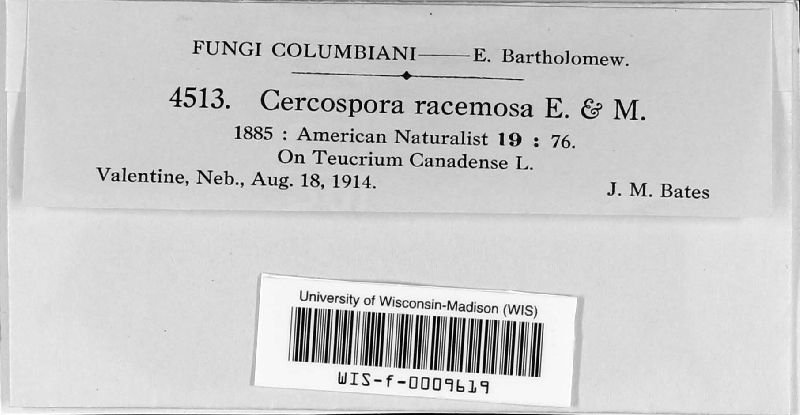 FUNGI COLUMBIANI——E. Bartholomew.
4513. Cercospora racemosa E. & M.
1885 : American Naturalist 19 : 76.
On Teucrium Canadense L.
Valentine, Neb., Aug. 18, 1914. J. M. Bates
University of Wisconsin-Madison (WIS)
WIS-f-0009619